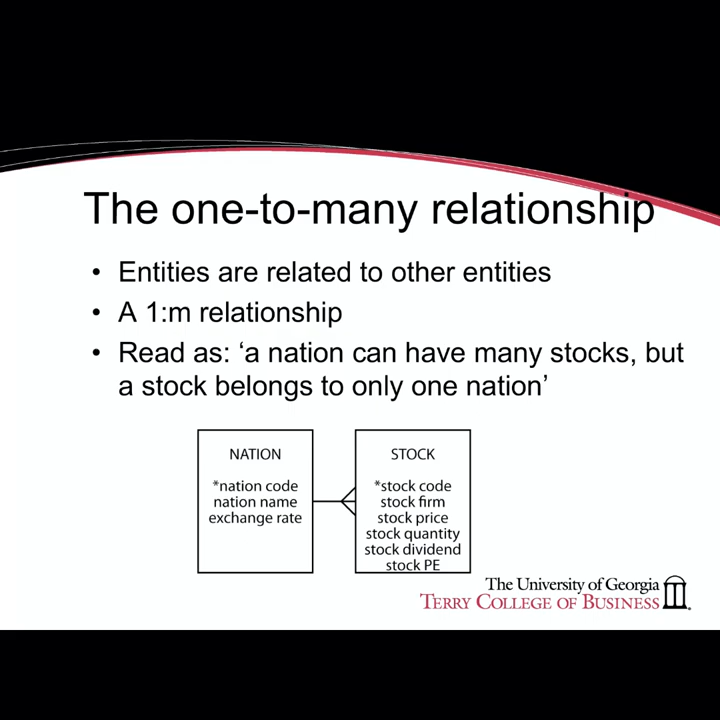 The one-to-many relationship
• Entities are related to other entities
• A 1:m relationship
• Read as: ‘a nation can have many stocks, but
a stock belongs to only one nation’
NATION
*nation code
nation name
exchange rate
STOCK
*stock code
stock firm
stock price
stock quantity
stock dividend
stock PE
The University of Georgia
TERRY COLLEGE OF BUSINESS